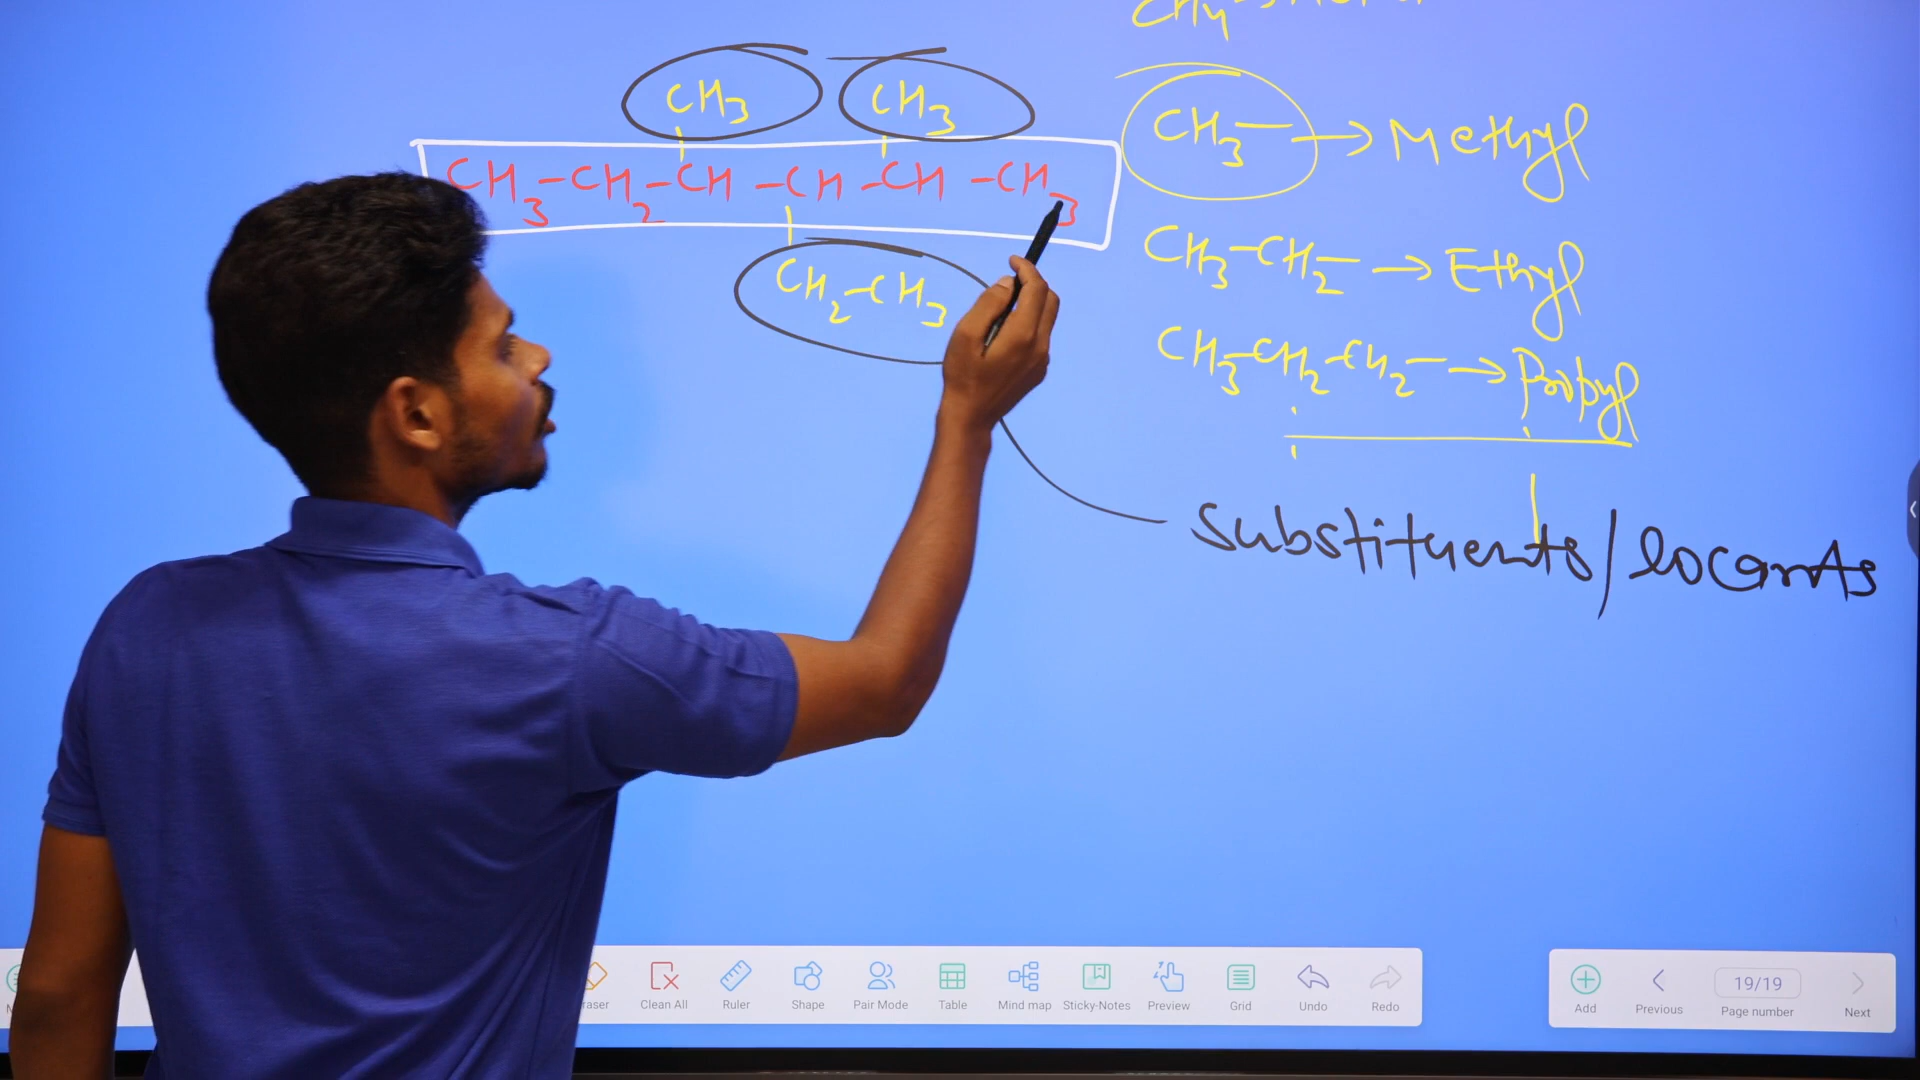 CH3 CH3
CH3-CH2-CH-CH-CH-CH3
CH2-CH3
CH3- → Methyl
CH3-CH2- → Ethyl
CH3-CH2-CH2- → Propyl
Substituents/locants
Clean All
Ruler
Shape
Pair Mode
Table
Mind map
Sticky-Notes
Preview
Grid
Undo
Redo
Add
Previous
19/19
Page number
Next